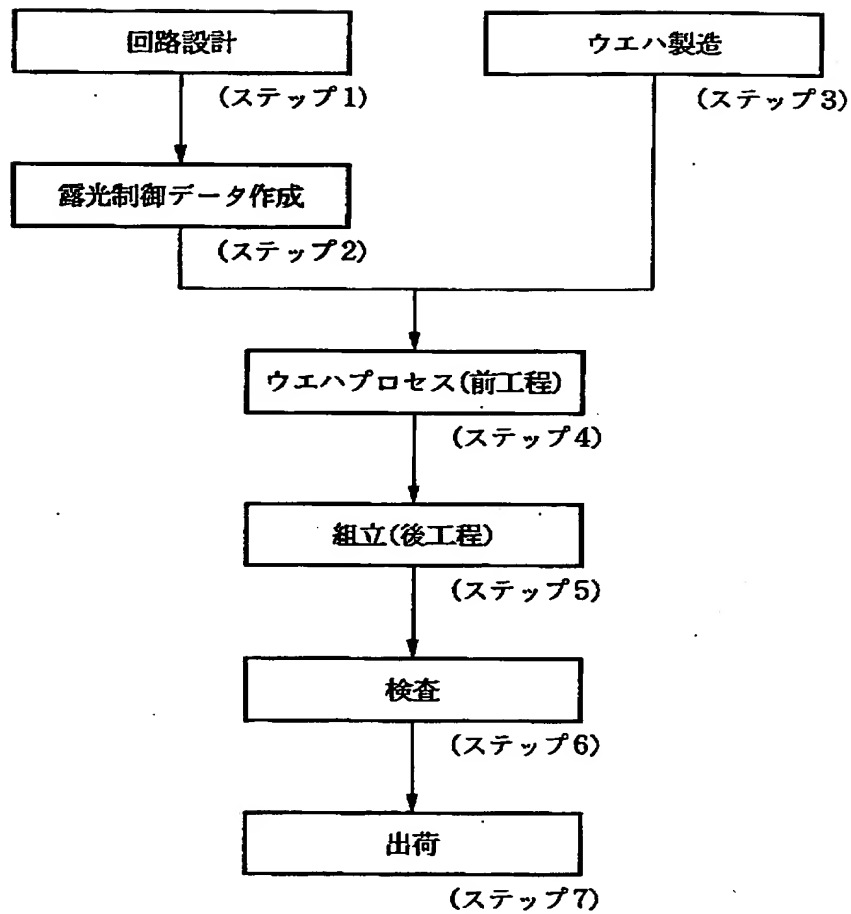 回路設計
(ステップ1)
ウエハ製造
(ステップ3)
露光制御データ作成
(ステップ2)
ウエハプロセス(前工程)
(ステップ4)
組立(後工程)
(ステップ5)
検査
(ステップ6)
出荷
(ステップ7)